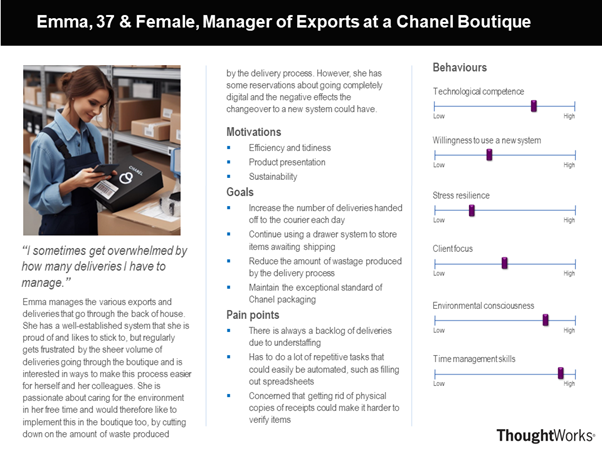 Emma, 37 & Female, Manager of Exports at a Chanel Boutique
CHANEL
"I sometimes get overwhelmed by
how many deliveries I have to
manage."
Emma manages the various exports and
deliveries that go through the back of house.
She has a well-established system that she is
proud of and likes to stick to, but regularly
gets frustrated by the sheer volume of
deliveries going through the boutique and is
interested in ways to make this process easier
for herself and her colleagues. She is
passionate about caring for the environment
in her free time and would therefore like to
implement this in the boutique too, by cutting
down on the amount of waste produced
by the delivery process. However, she has
some reservations about going completely
digital and the negative effects the
changeover to a new system could have.
Motivations
Efficiency and tidiness
Product presentation
Sustainability
Goals
Increase the number of deliveries handed
off to the courier each day
Continue using a drawer system to store
items awaiting shipping
Reduce the amount of wastage produced
by the delivery process
Maintain the exceptional standard of
Chanel packaging
Pain points
There is always a backlog of deliveries
due to understaffing
Has to do a lot of repetitive tasks that
could easily be automated, such as filling
out spreadsheets
Concerned that getting rid of physical
copies of receipts could make it harder to
verify items
Behaviours
Technological competence
Low High
Willingness to use a new system
Low High
Stress resilience
Low High
Client focus
Low High
Environmental consciousness
Low High
Time management skills
Low High
ThoughtWorks®